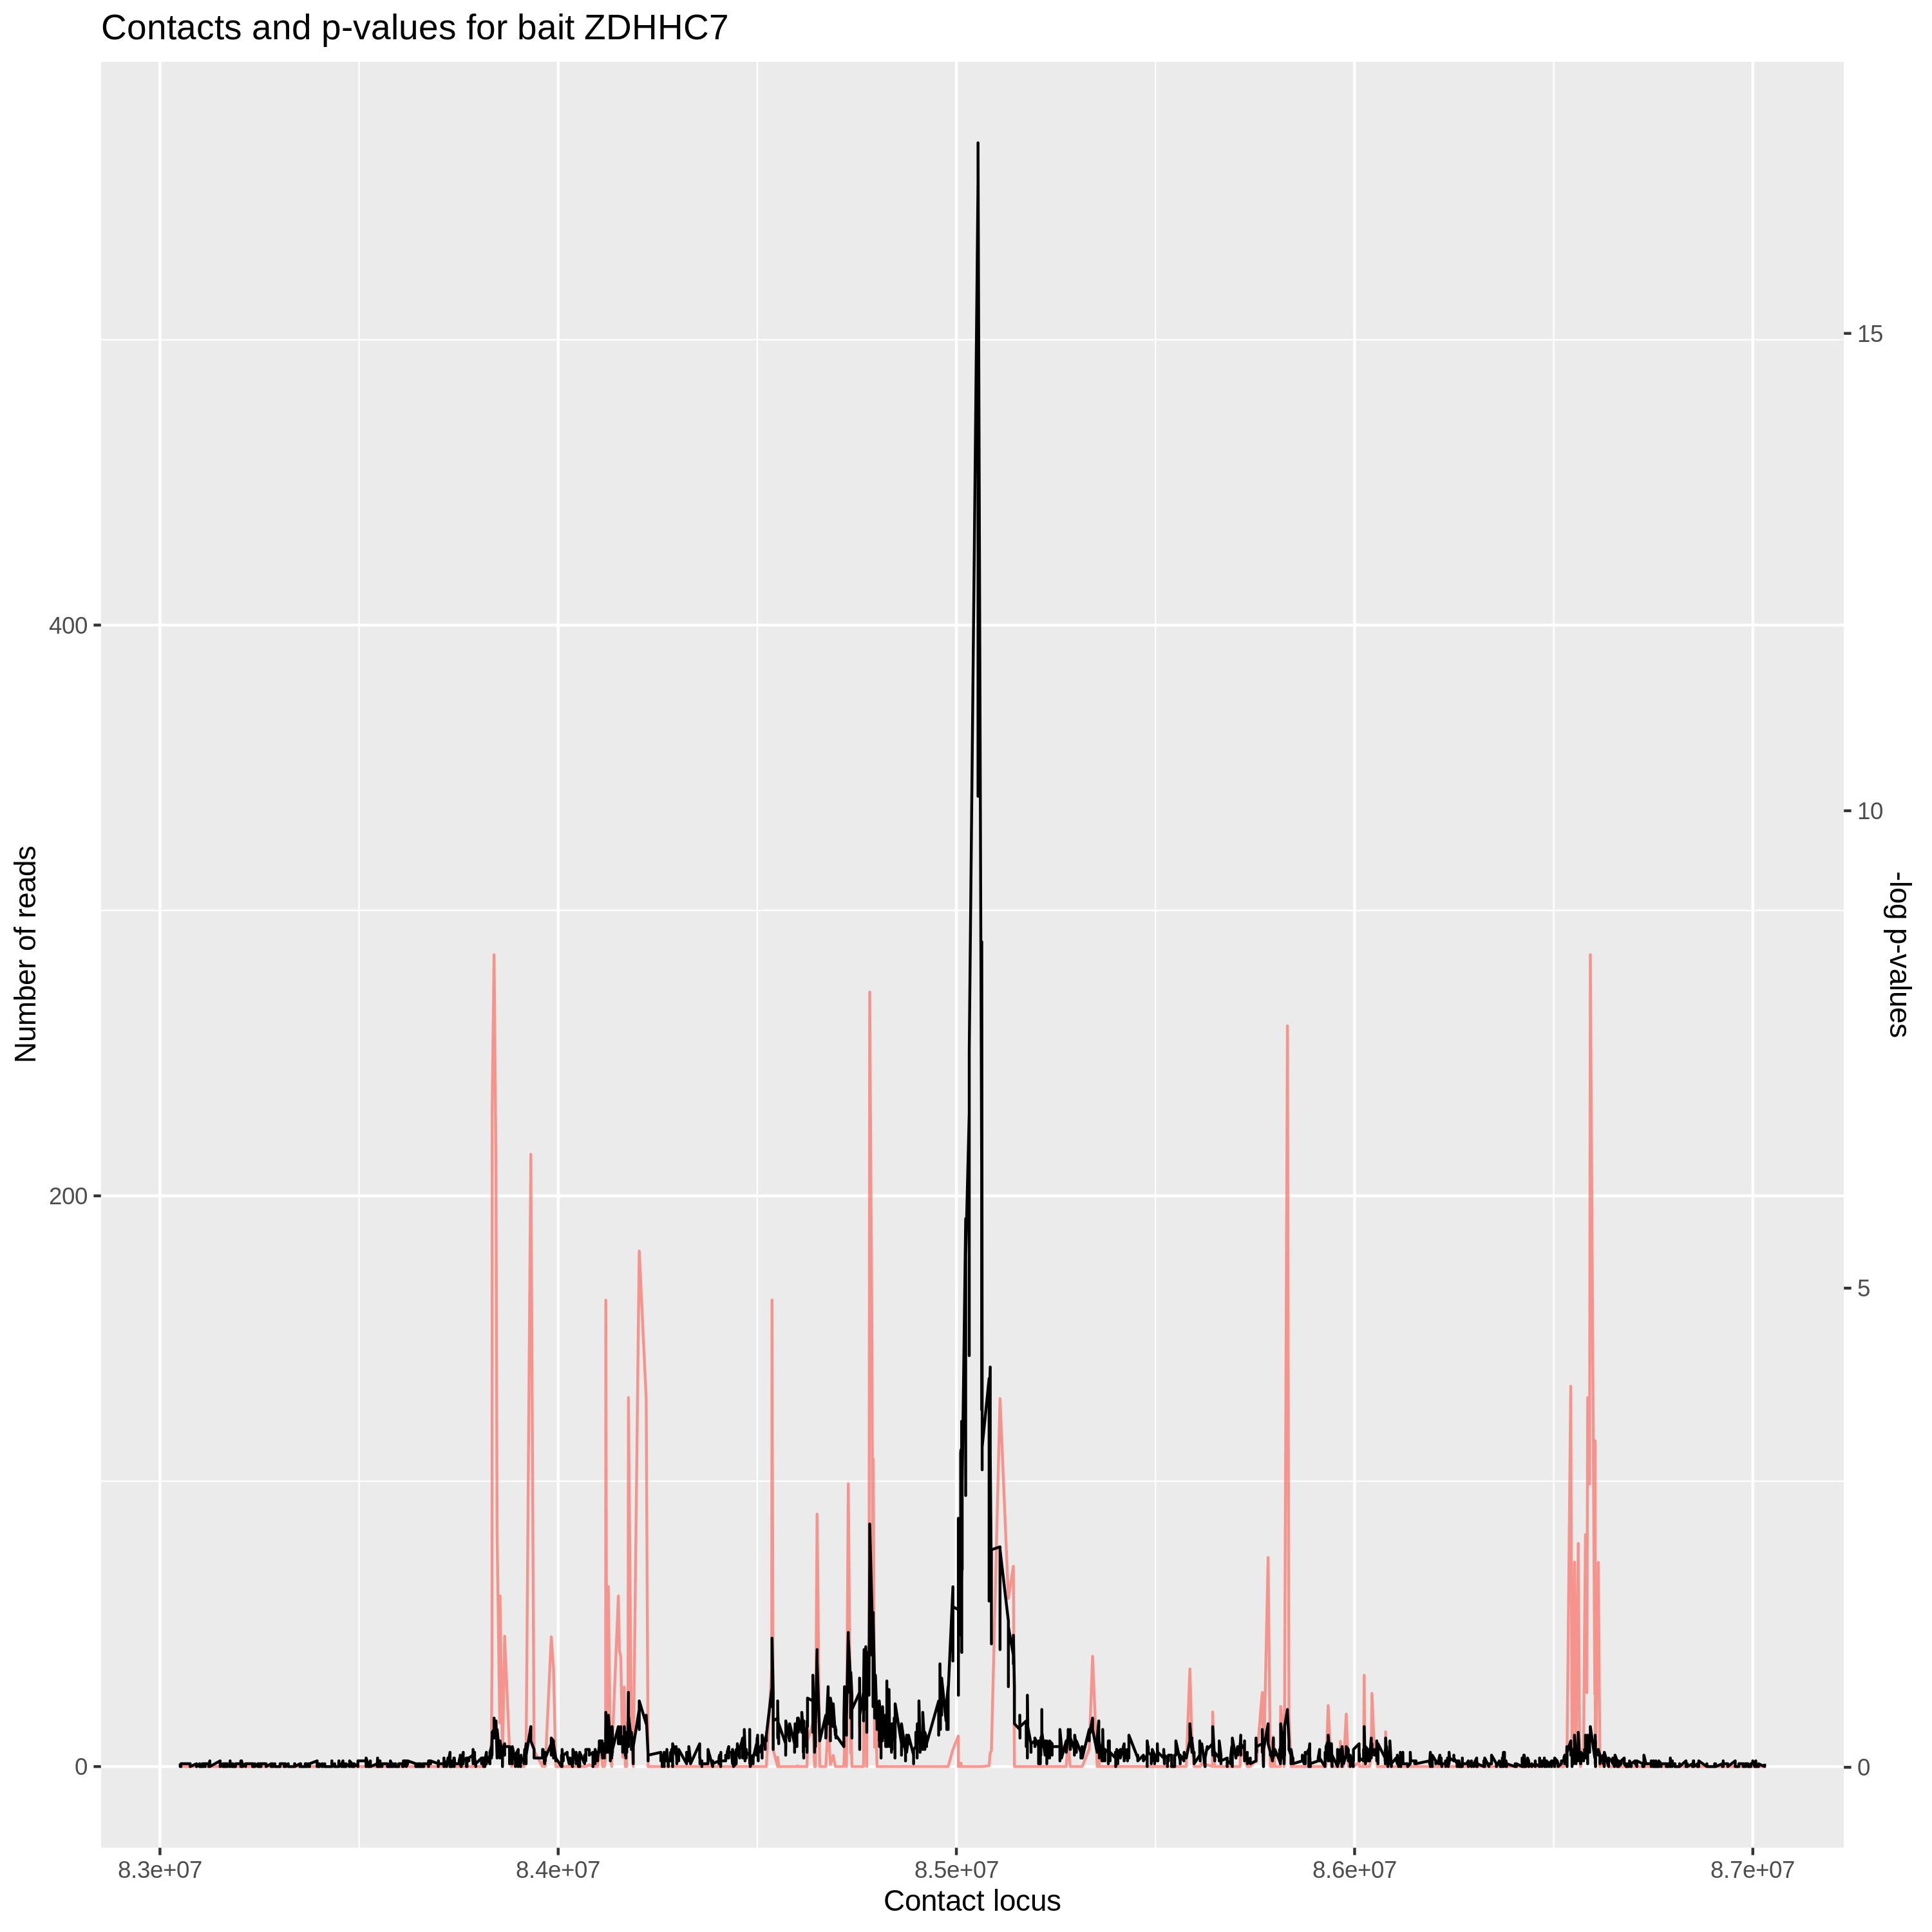 Contacts and p-values for bait ZDHHC7
Number of reads
400
200
0
15
10
5
0
-log p-values
8.3e+07
8.4e+07
8.5e+07
8.6e+07
8.7e+07
Contact locus